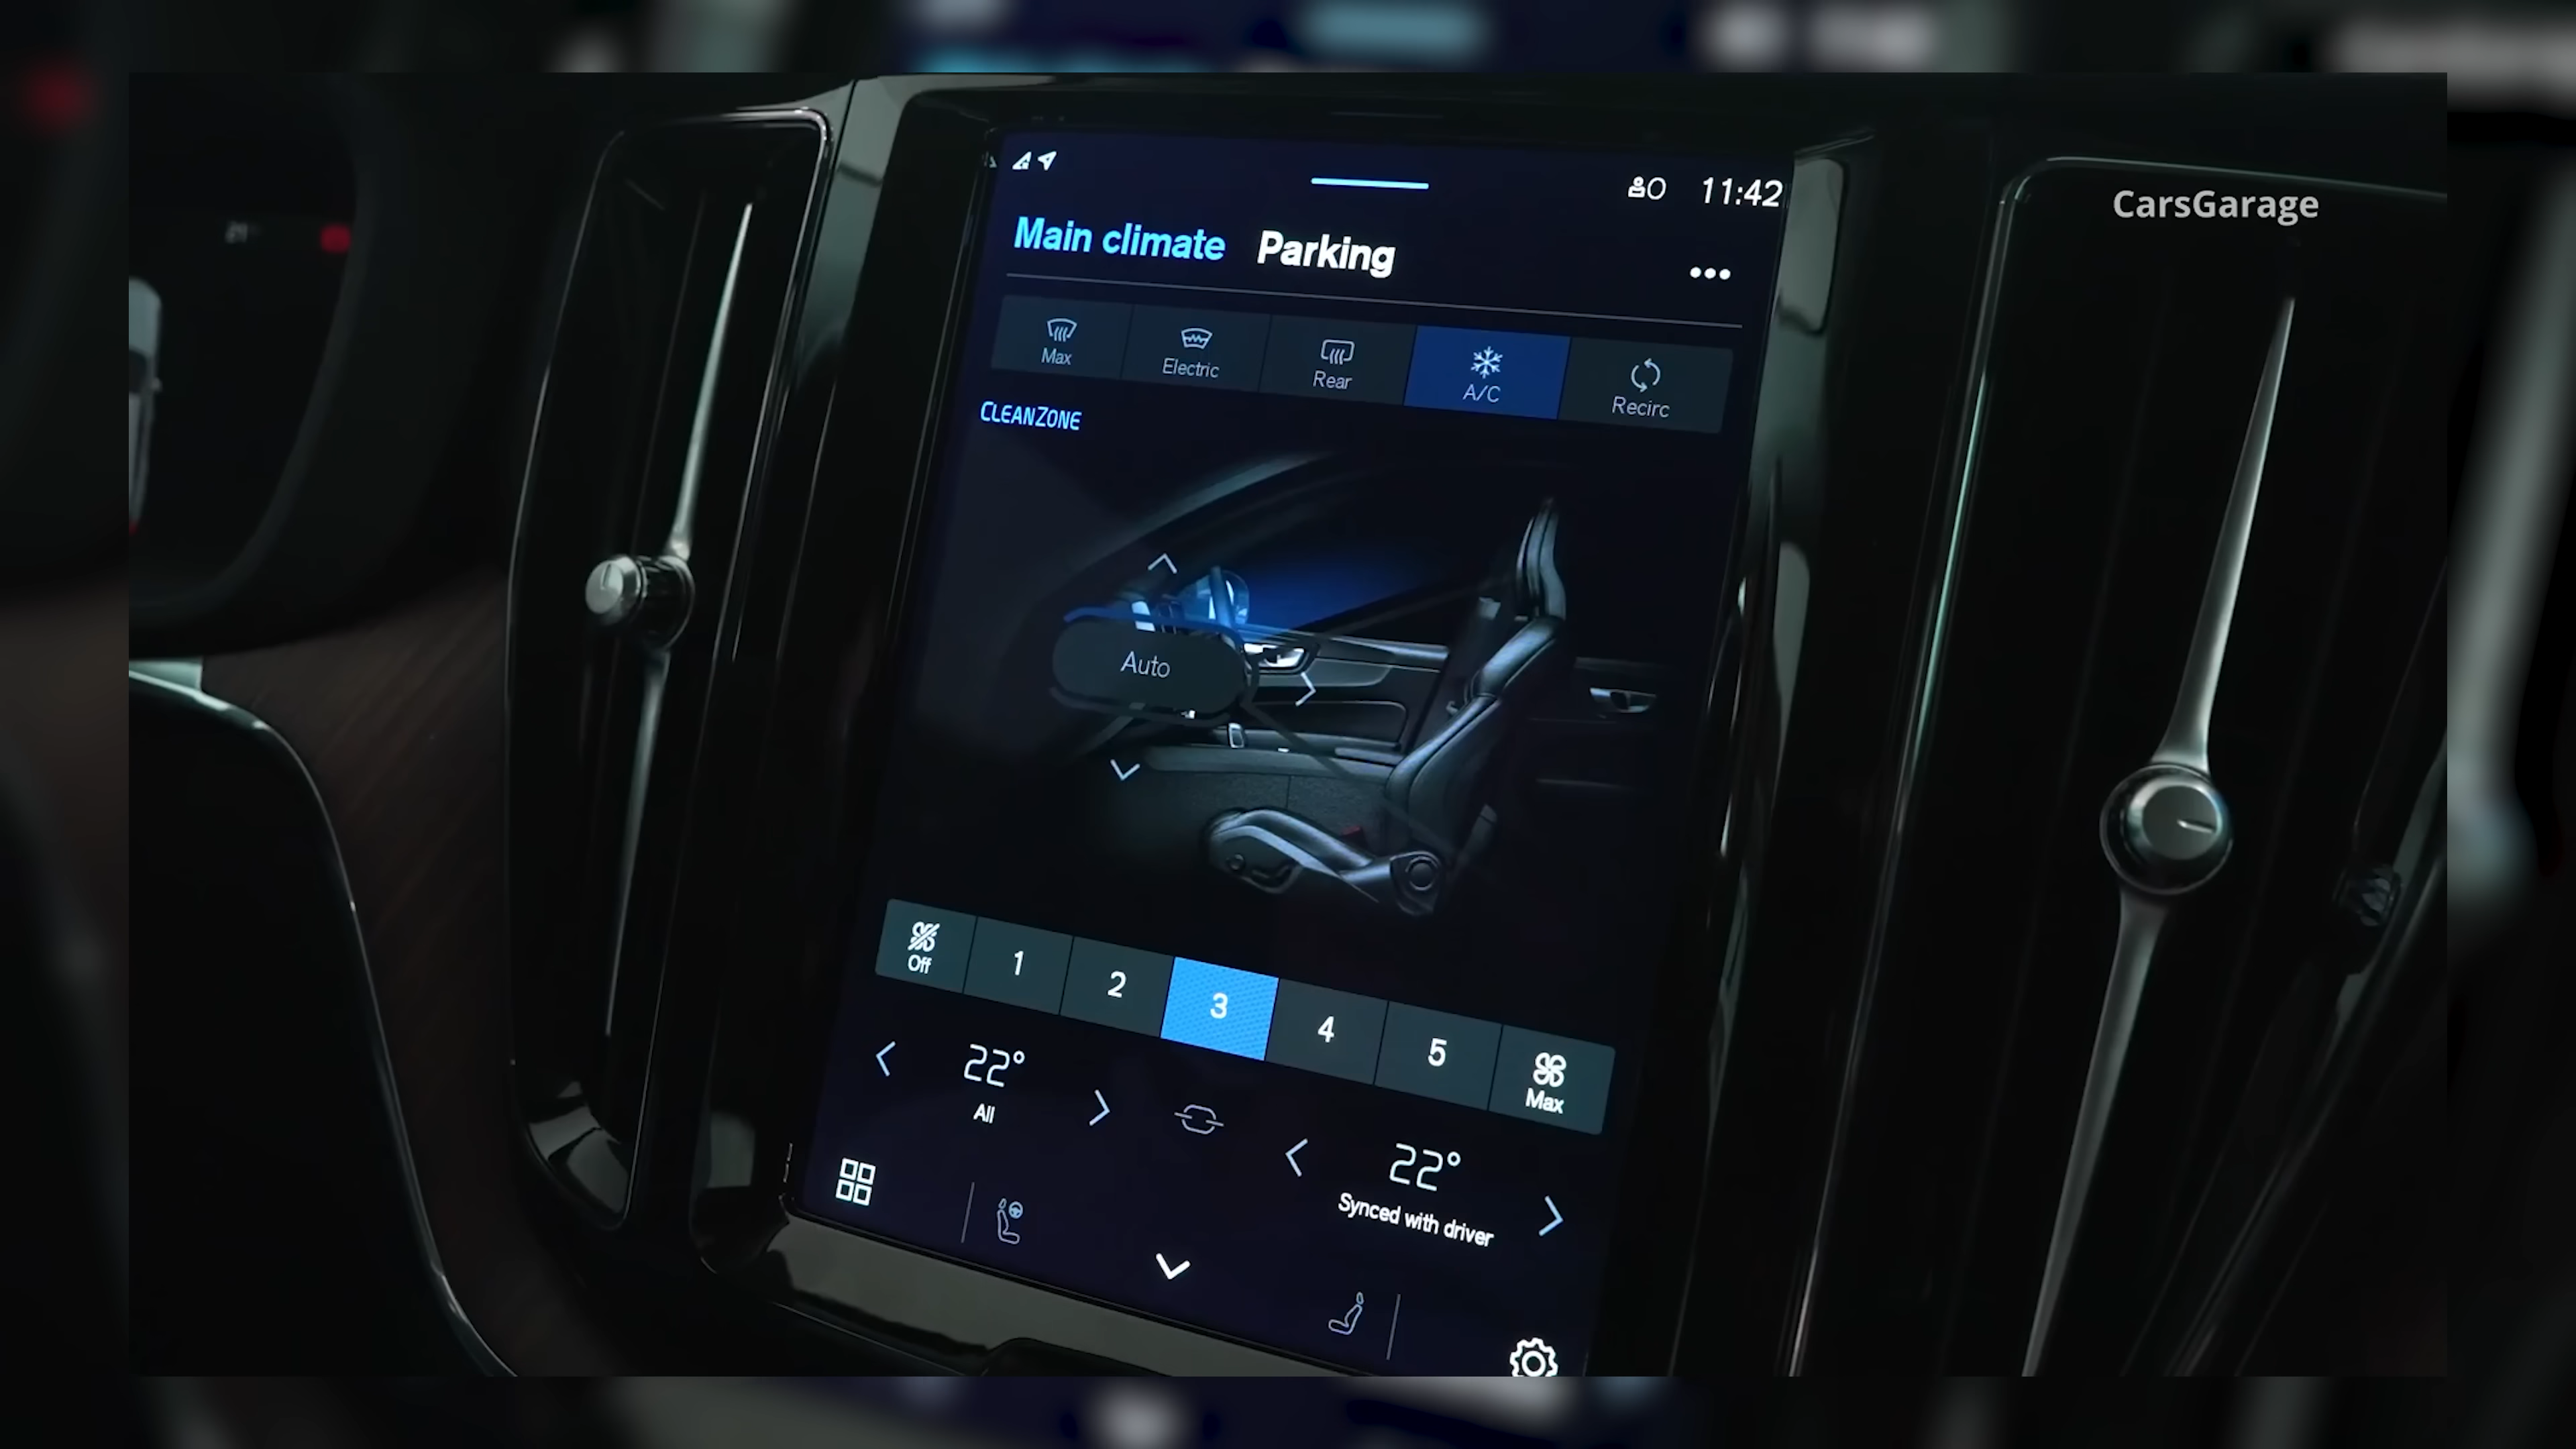 11:42
CarsGarage
Main climate Parking
Max
Electric
Rear
A/C
Recirc
CLEANZONE
Auto
Off
1
2
3
4
5
Max
22°
All
22°
Synced with driver